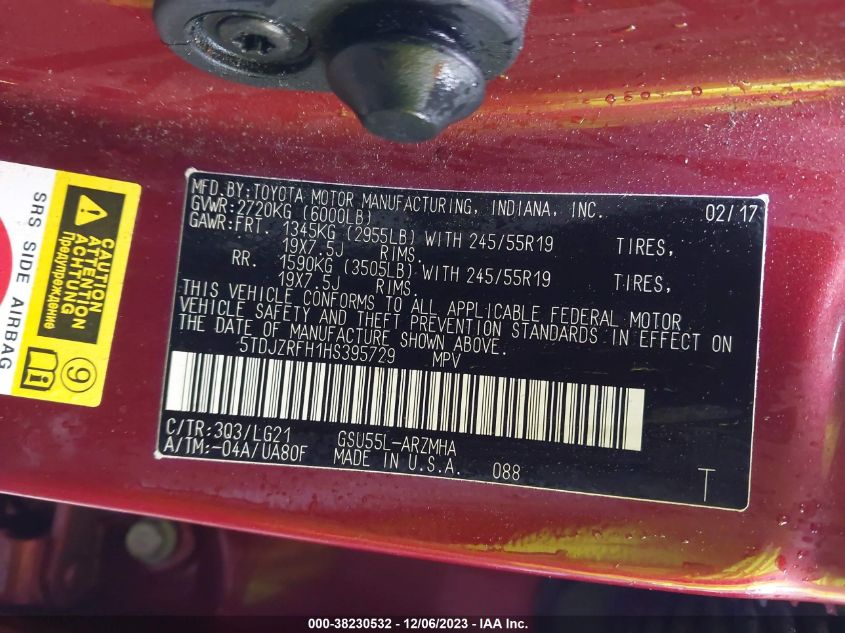 MFD. BY: TOYOTA MOTOR MANUFACTURING, INDIANA, INC. 02/17
GVWR: 2720KG (6000LB)
GAWR: FRT. 1345KG (2955LB) WITH 245/55R19 TIRES,
19X7.5J RIMS.
RR. 1590KG (3505LB) WITH 245/55R19 TIRES,
19X7.5J RIMS.
THIS VEHICLE CONFORMS TO ALL APPLICABLE FEDERAL MOTOR
VEHICLE SAFETY AND THEFT PREVENTION STANDARDS IN EFFECT ON
THE DATE OF MANUFACTURE SHOWN ABOVE.
5TDJZRFH1HS395729 MPV
C/TR: 3Q3/LG21 GSU55L-ARZMHA
A/TM: -04A/UA80F MADE IN U.S.A. 088
T
SRS SIDE AIRBAG
CAUTION
ATTENTION
ACHTUNG
Предупреждение
9
000-38230532 - 12/06/2023 - IAA Inc.